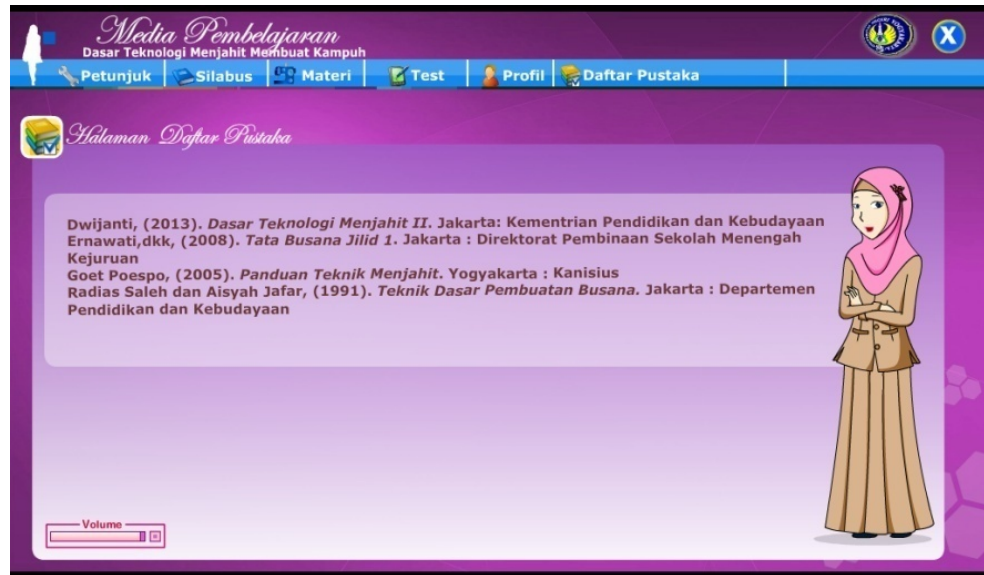 Media Pembelajaran
Dasar Teknologi Menjahit Membuat Kampuh
Petunjuk Silabus Materi Test Profil Daftar Pustaka
Halaman Daftar Pustaka
Dwijanti, (2013). Dasar Teknologi Menjahit II. Jakarta: Kementrian Pendidikan dan Kebudayaan
Ernawati,dkk, (2008). Tata Busana Jilid 1. Jakarta : Direktorat Pembinaan Sekolah Menengah
Kejuruan
Goet Poespo, (2005). Panduan Teknik Menjahit. Yogyakarta : Kanisius
Radias Saleh dan Aisyah Jafar, (1991). Teknik Dasar Pembuatan Busana. Jakarta : Departemen
Pendidikan dan Kebudayaan
Volume